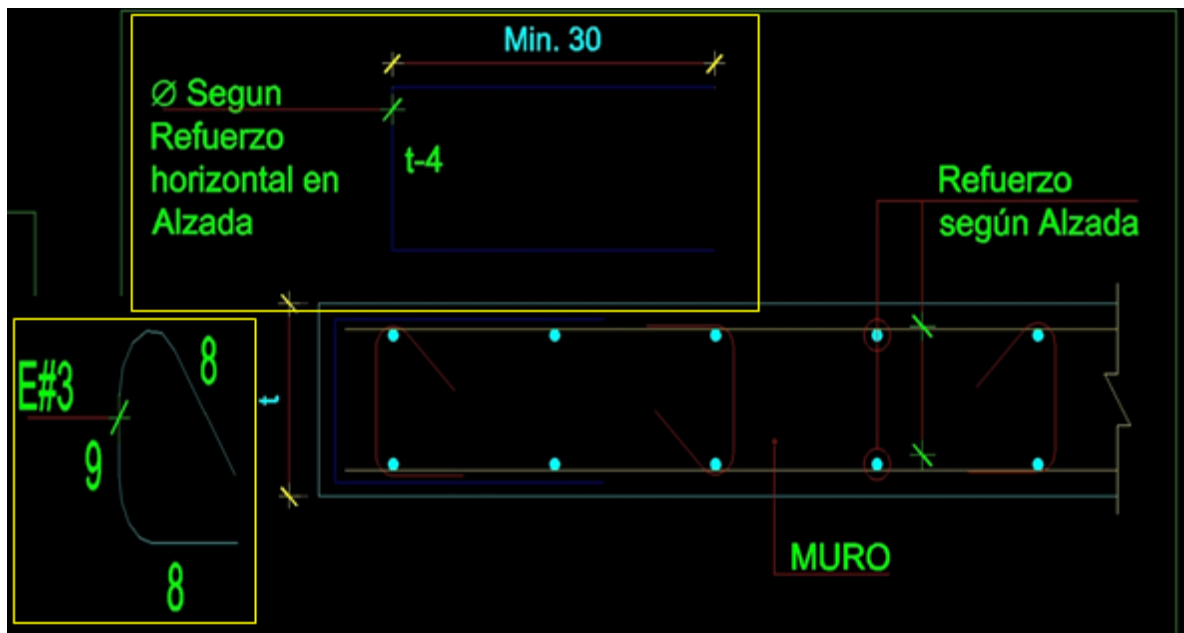 Min. 30
Ø Segun
Refuerzo
horizontal en
Alzada
t-4
Refuerzo
según Alzada
E#3
8
9
8
t
MURO